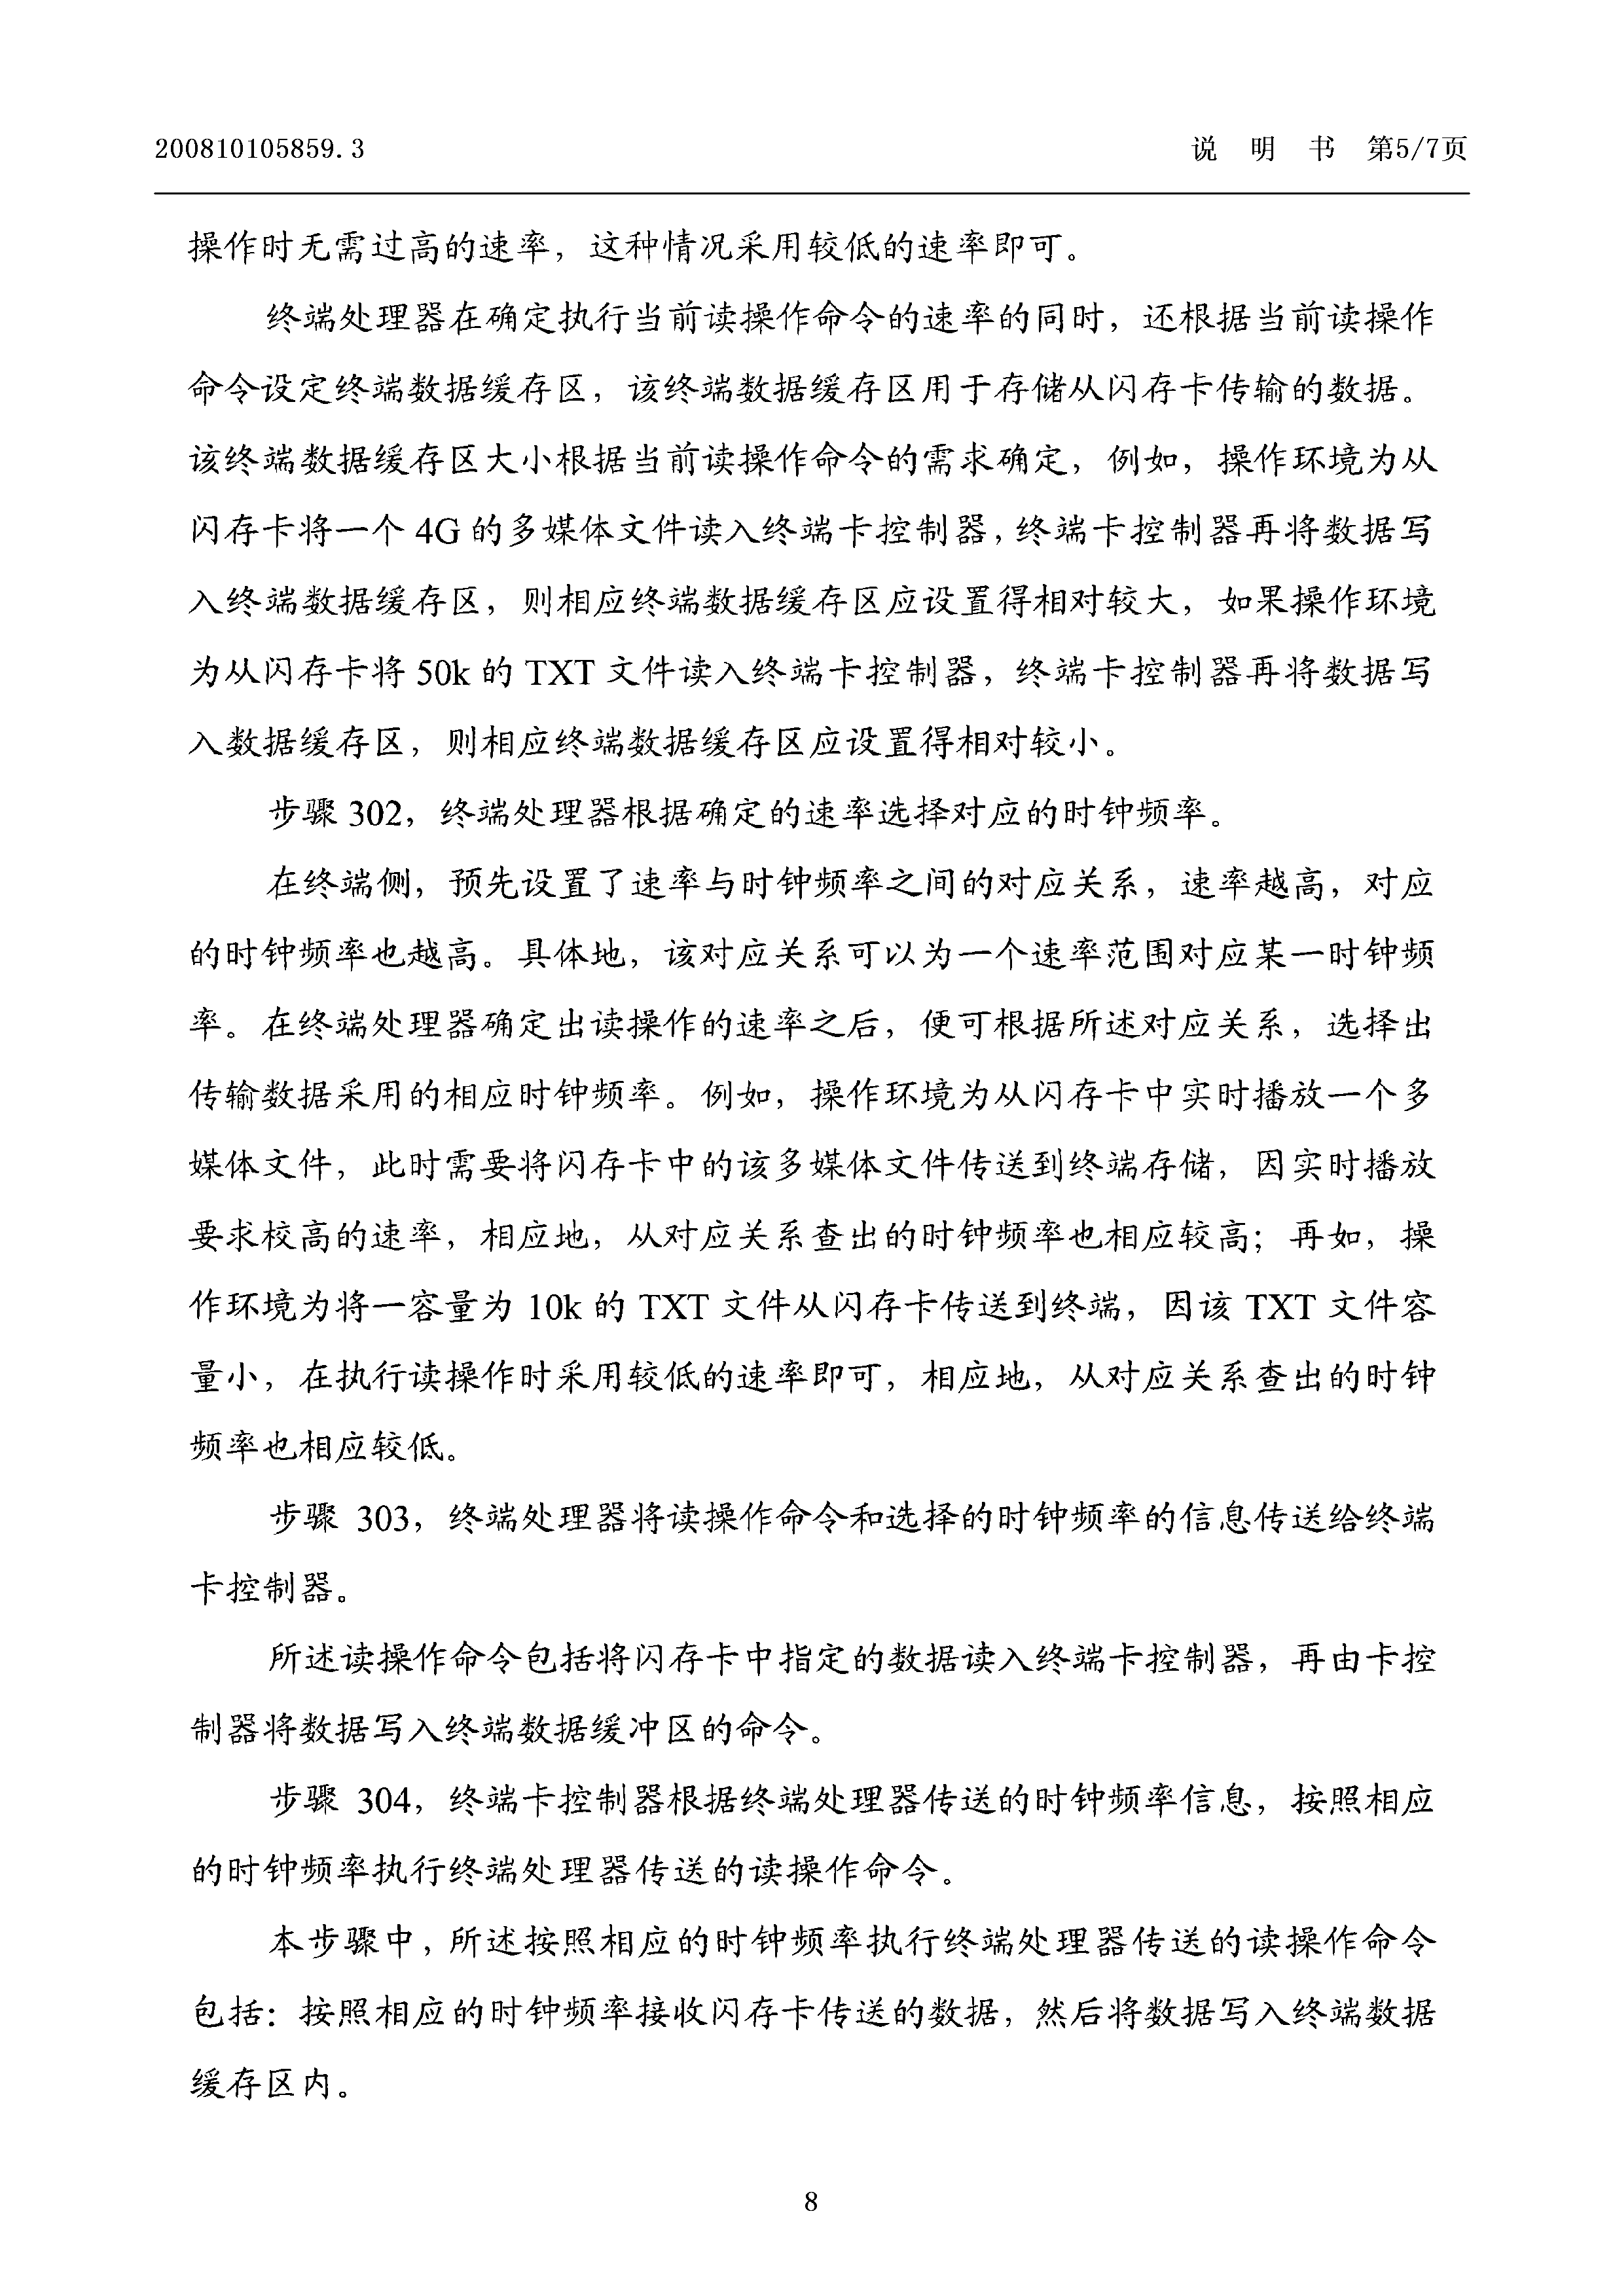 200810105859.3 说 明 书 第5/7页
操作时无需过高的速率，这种情况采用较低的速率即可。
终端处理器在确定执行当前读操作命令的速率的同时，还根据当前读操作
命令设定终端数据缓存区，该终端数据缓存区用于存储从闪存卡传输的数据。
该终端数据缓存区大小根据当前读操作命令的需求确定，例如，操作环境为从
闪存卡将一个 4G 的多媒体文件读入终端卡控制器，终端卡控制器再将数据写
入终端数据缓存区，则相应终端数据缓存区应设置得相对较大，如果操作环境
为从闪存卡将 50k 的 TXT 文件读入终端卡控制器，终端卡控制器再将数据写
入数据缓存区，则相应终端数据缓存区应设置得相对较小。
步骤 302，终端处理器根据确定的速率选择对应的时钟频率。
在终端侧，预先设置了速率与时钟频率之间的对应关系，速率越高，对应
的时钟频率也越高。具体地，该对应关系可以为一个速率范围对应某一时钟频
率。在终端处理器确定出读操作的速率之后，便可根据所述对应关系，选择出
传输数据采用的相应时钟频率。例如，操作环境为从闪存卡中实时播放一个多
媒体文件，此时需要将闪存卡中的该多媒体文件传送到终端存储，因实时播放
要求校高的速率，相应地，从对应关系查出的时钟频率也相应较高；再如，操
作环境为将一容量为 10k 的 TXT 文件从闪存卡传送到终端，因该 TXT 文件容
量小，在执行读操作时采用较低的速率即可，相应地，从对应关系查出的时钟
频率也相应较低。
步骤 303，终端处理器将读操作命令和选择的时钟频率的信息传送给终端
卡控制器。
所述读操作命令包括将闪存卡中指定的数据读入终端卡控制器，再由卡控
制器将数据写入终端数据缓冲区的命令。
步骤 304，终端卡控制器根据终端处理器传送的时钟频率信息，按照相应
的时钟频率执行终端处理器传送的读操作命令。
本步骤中，所述按照相应的时钟频率执行终端处理器传送的读操作命令
包括：按照相应的时钟频率接收闪存卡传送的数据，然后将数据写入终端数据
缓存区内。
8